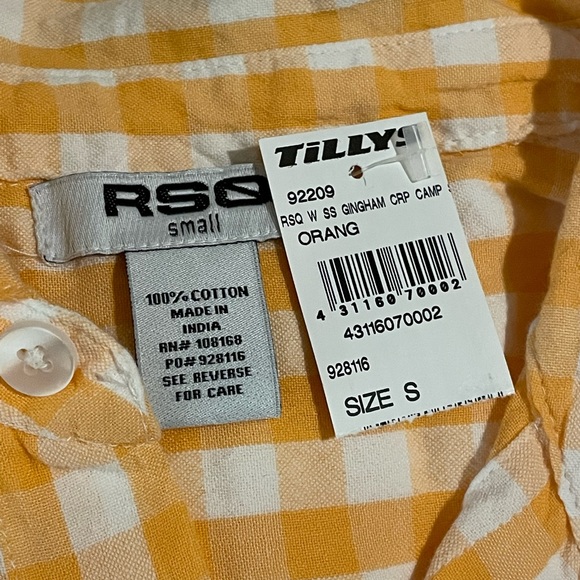 RSQ
small
100% COTTON
MADE IN
INDIA
RN# 108168
PO# 928116
SEE REVERSE
FOR CARE
TILLYS
92209
RSQ W SS GINGHAM CRP CAMP
ORANG
4 31160 70002
43116070002
928116
SIZE S